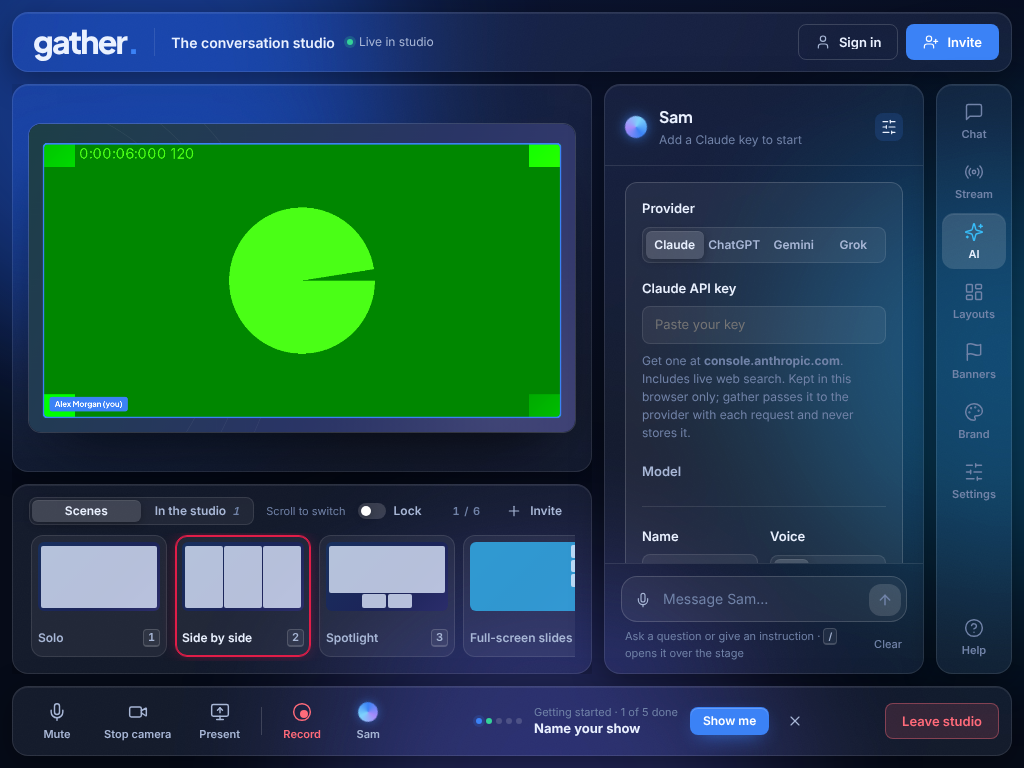 gather.
The conversation studio
Live in studio
Sign in
Invite
0:00:06:000 120
Alex Morgan (you)
Scenes
In the studio 1
Scroll to switch
Lock
1 / 6
Invite
Solo
1
Side by side
2
Spotlight
3
Full-screen slides
Sam
Add a Claude key to start
Provider
Claude
ChatGPT
Gemini
Grok
Claude API key
Paste your key
Get one at console.anthropic.com.
Includes live web search. Kept in this
browser only; gather passes it to the
provider with each request and never
stores it.
Model
Name
Voice
Message Sam...
Ask a question or give an instruction · /
opens it over the stage
Clear
Chat
Stream
AI
Layouts
Banners
Brand
Settings
Help
Mute
Stop camera
Present
Record
Sam
Getting started · 1 of 5 done
Name your show
Show me
Leave studio